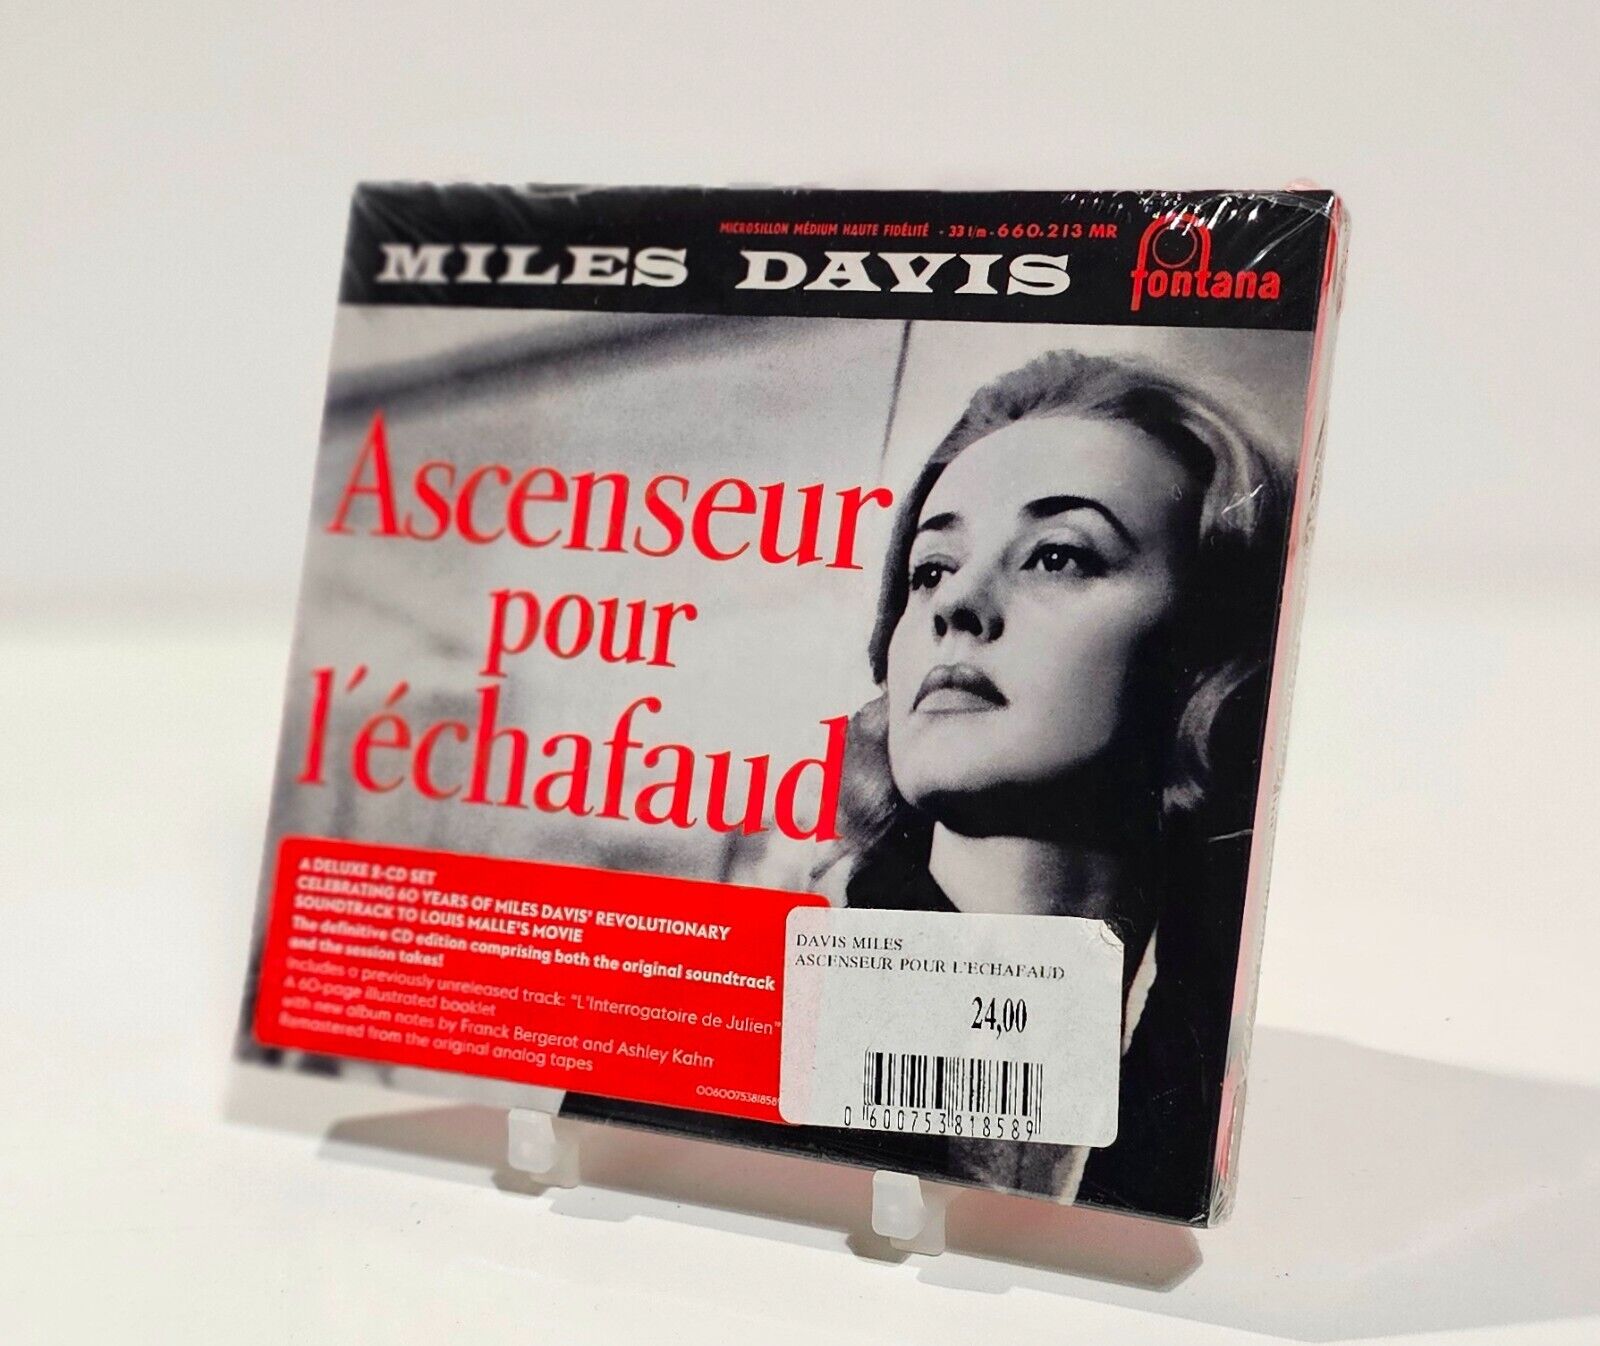 MICROSILLON MÉDIUM HAUTE FIDÉLITÉ - 33 t/m - 660.213 MR
MILES DAVIS
fontana
Ascenseur
pour
l'échafaud
A DELUXE 2-CD SET
CELEBRATING 60 YEARS OF MILES DAVIS' REVOLUTIONARY
SOUNDTRACK TO LOUIS MALLE'S MOVIE
The definitive CD edition comprising both the original soundtrack
and the session takes!
Includes a previously unreleased track: "L'Interrogatoire de Julien"
A 60-page illustrated booklet
with new album notes by Franck Bergerot and Ashley Kahn
Remastered from the original analog tapes
00600753818589
DAVIS MILES
ASCENSEUR POUR L'ECHAFAUD
24,00
0 600753 818589